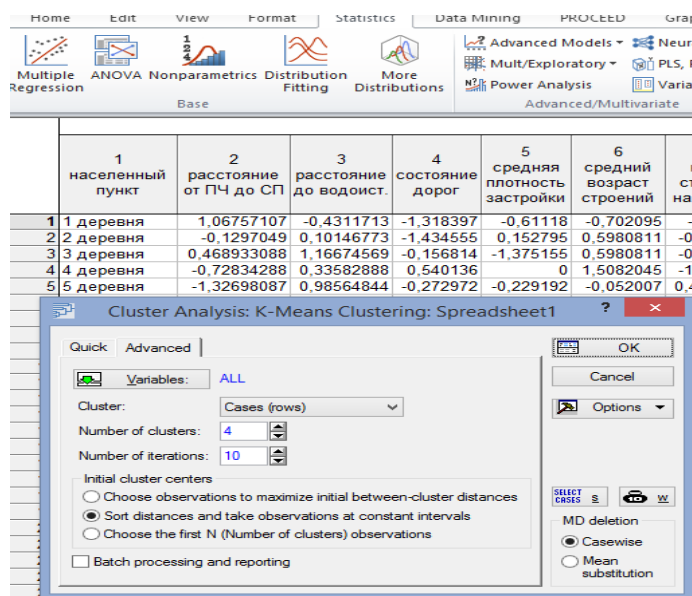 Home Edit View Format Statistics Data Mining PROCEED Gra
Multiple Regression ANOVA Nonparametrics Distribution Fitting More Distributions
Base
Advanced Models Neur
Mult/Exploratory PLS,
Power Analysis Varia
Advanced/Multivariate
1 населенный пункт 2 расстояние от ПЧ до СП 3 расстояние до водоист. 4 состояние дорог 5 средняя плотность застройки 6 средний возраст строений
1 1 деревня 1,06757107 -0,4311713 -1,318397 -0,61118 -0,702095
2 2 деревня -0,1297049 0,10146773 -1,434555 0,152795 0,5980811 -0
3 3 деревня 0,468933088 1,16674569 -0,156814 -1,375155 0,5980811 -0
4 4 деревня -0,72834288 0,33582888 0,540136 0 1,5082045 -1
5 5 деревня -1,32698087 0,98564844 -0,272972 -0,229192 -0,052007 0,4
Cluster Analysis: K-Means Clustering: Spreadsheet1 ? ×
Quick Advanced
Variables: ALL
Cluster: Cases (rows)
Number of clusters: 4
Number of iterations: 10
Initial cluster centers
Choose observations to maximize initial between-cluster distances
Sort distances and take observations at constant intervals
Choose the first N (Number of clusters) observations
Batch processing and reporting
OK
Cancel
Options
SELECT CASES S W
MD deletion
Casewise
Mean substitution